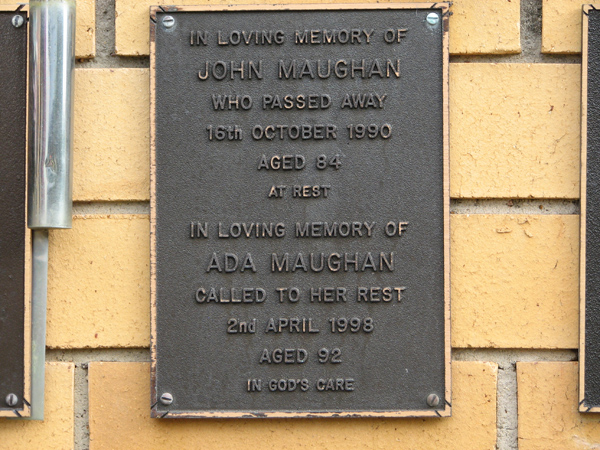 IN LOVING MEMORY OF
JOHN MAUGHAN
WHO PASSED AWAY
16th OCTOBER 1990
AGED 84
AT REST
IN LOVING MEMORY OF
ADA MAUGHAN
CALLED TO HER REST
2nd APRIL 1998
AGED 92
IN GOD'S CARE